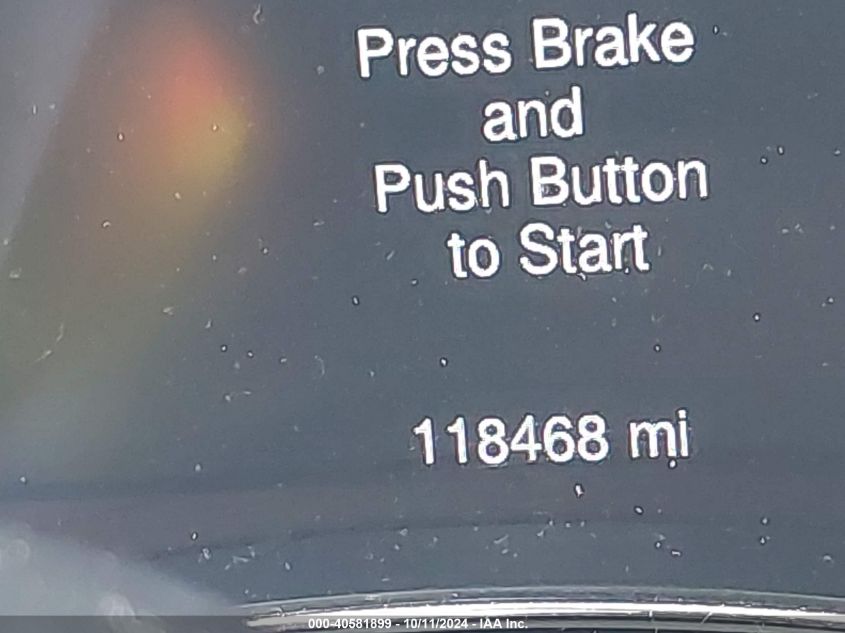 Press Brake
and
Push Button
to Start
118468 mi
000-40581899 - 10/11/2024 - IAA Inc.